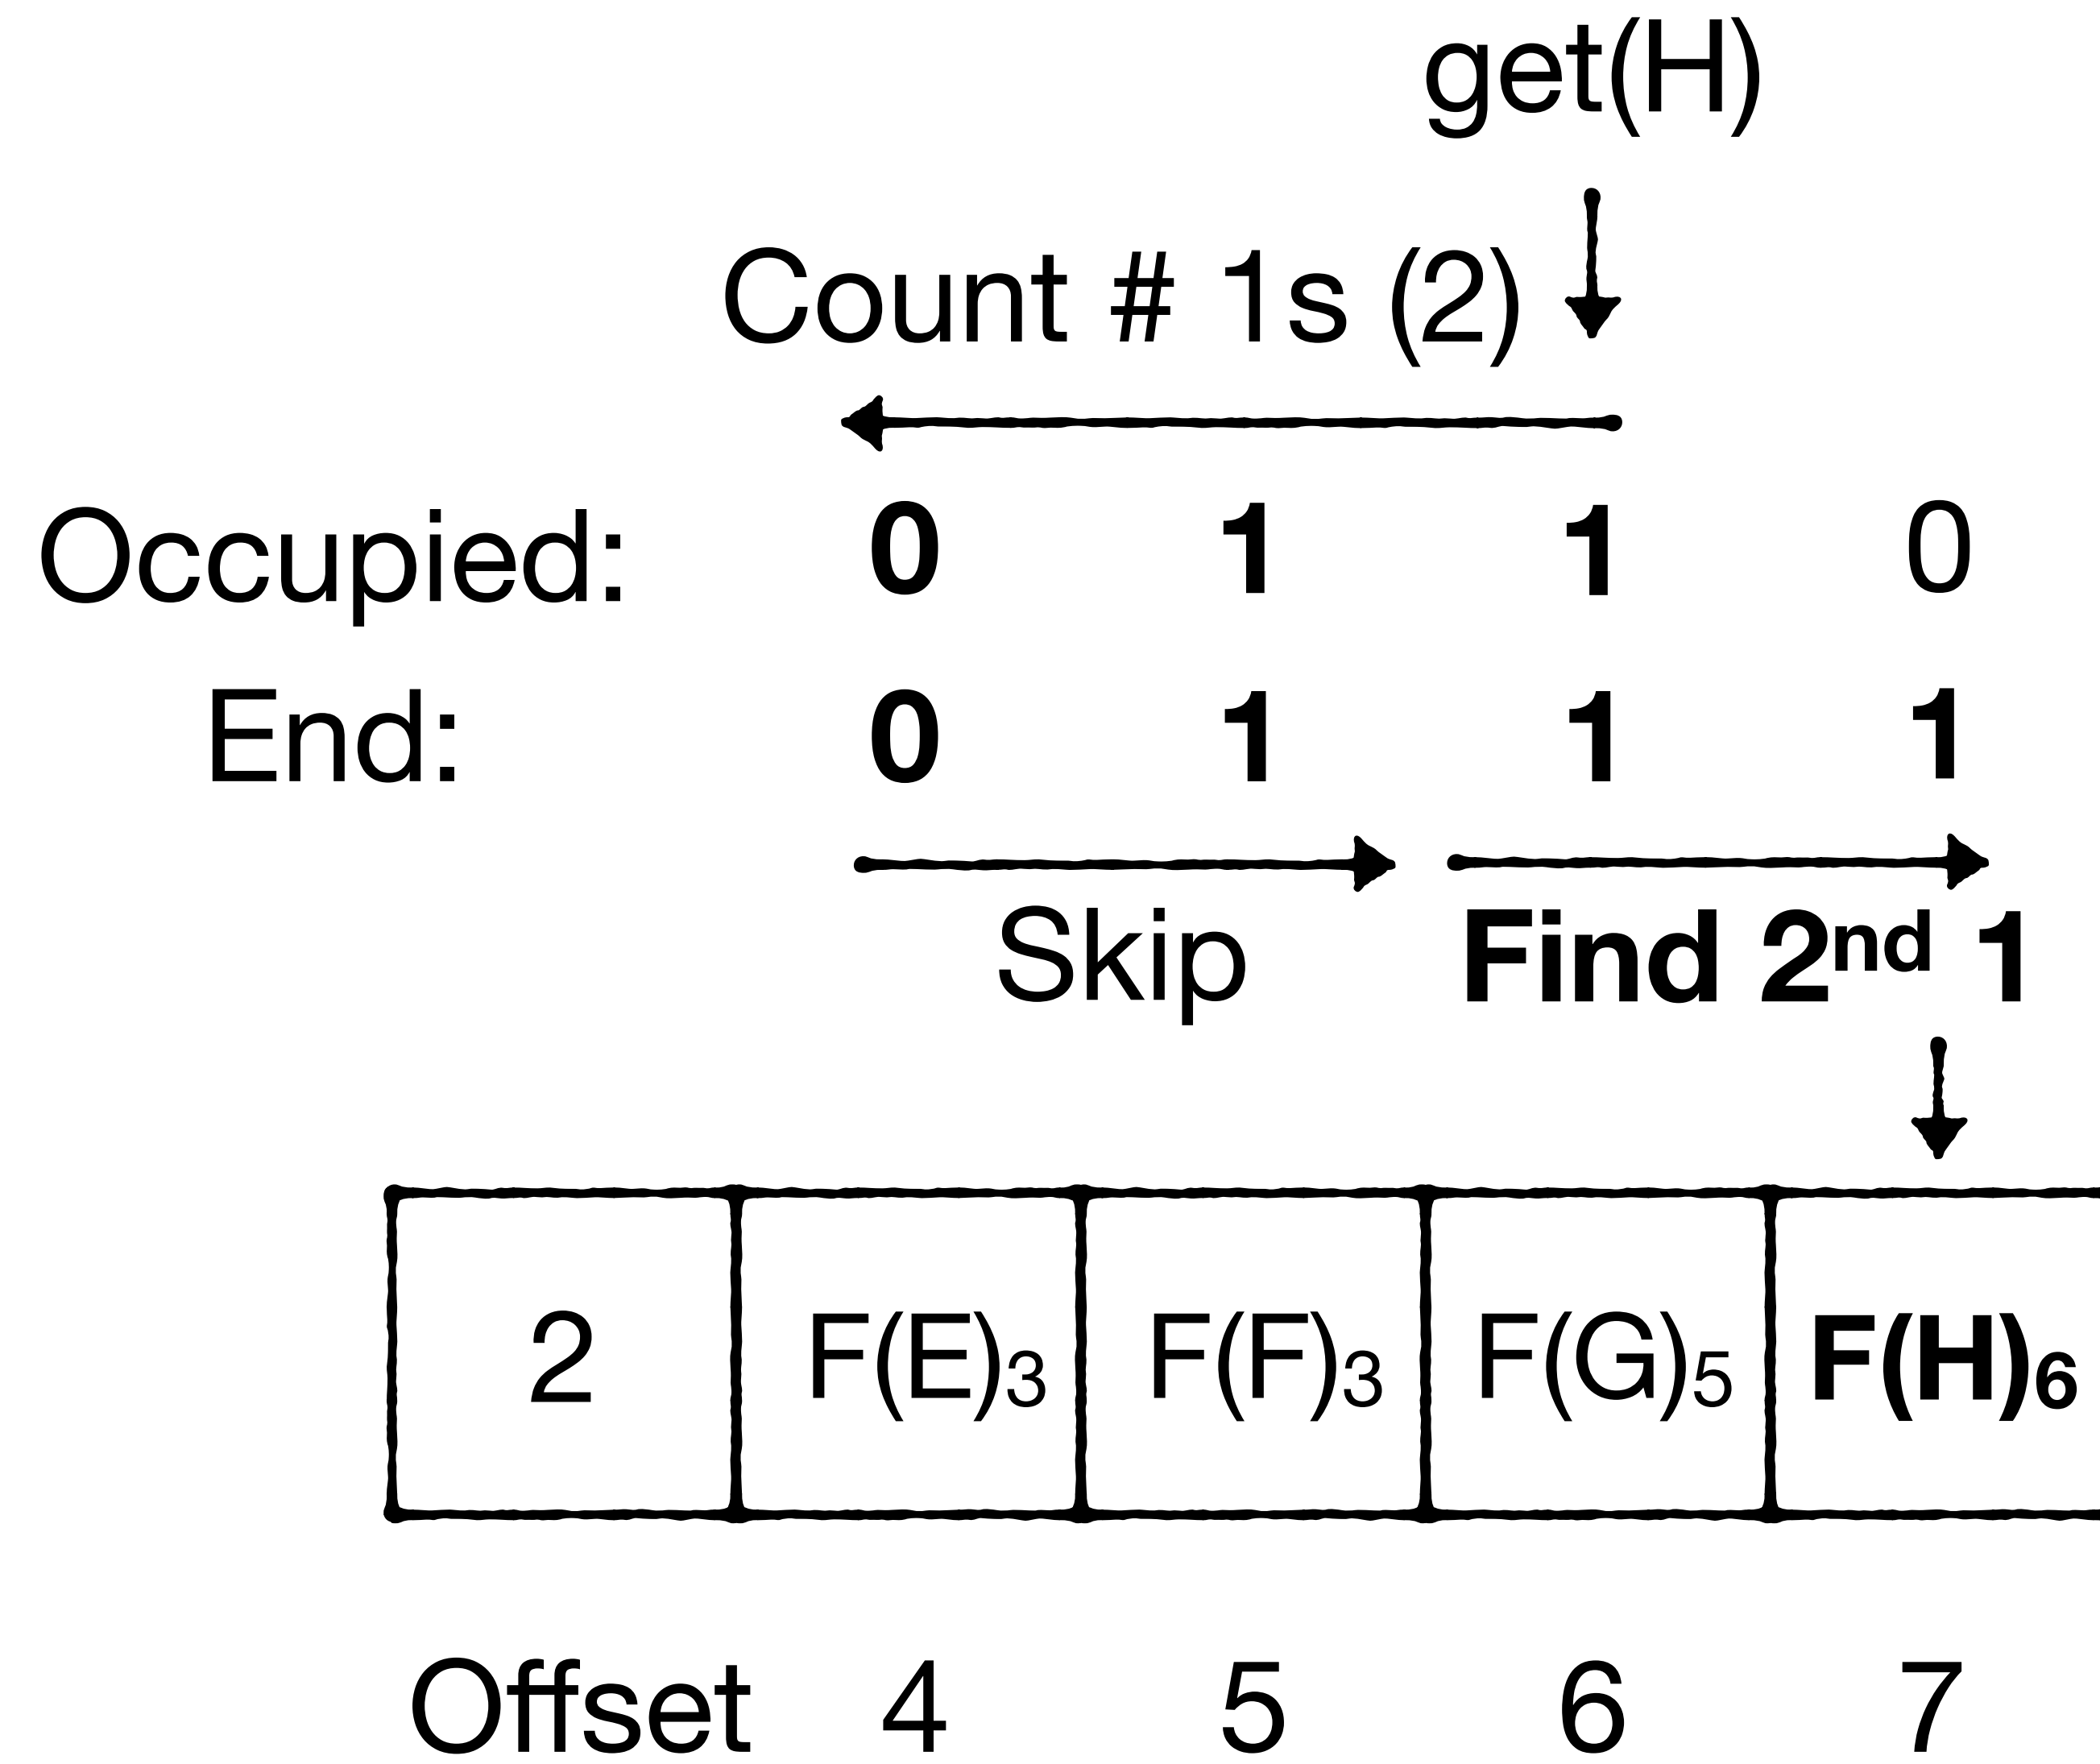 get(H)
Count # 1s (2)
Occupied: 0 1 1 0
End: 0 1 1 1
Skip Find 2nd 1
2 F(E)3 F(F)3 F(G)5 F(H)6
Offset 4 5 6 7